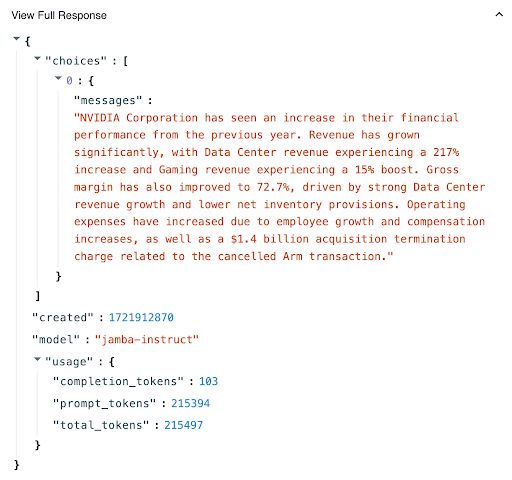 View Full Response
{
"choices" : [
0 : {
"messages" :
"NVIDIA Corporation has seen an increase in their financial
performance from the previous year. Revenue has grown
significantly, with Data Center revenue experiencing a 217%
increase and Gaming revenue experiencing a 15% boost. Gross
margin has also improved to 72.7%, driven by strong Data Center
revenue growth and lower net inventory provisions. Operating
expenses have increased due to employee growth and compensation
increases, as well as a $1.4 billion acquisition termination
charge related to the cancelled Arm transaction."
}
]
"created" : 1721912870
"model" : "jamba-instruct"
"usage" : {
"completion_tokens" : 103
"prompt_tokens" : 215394
"total_tokens" : 215497
}
}